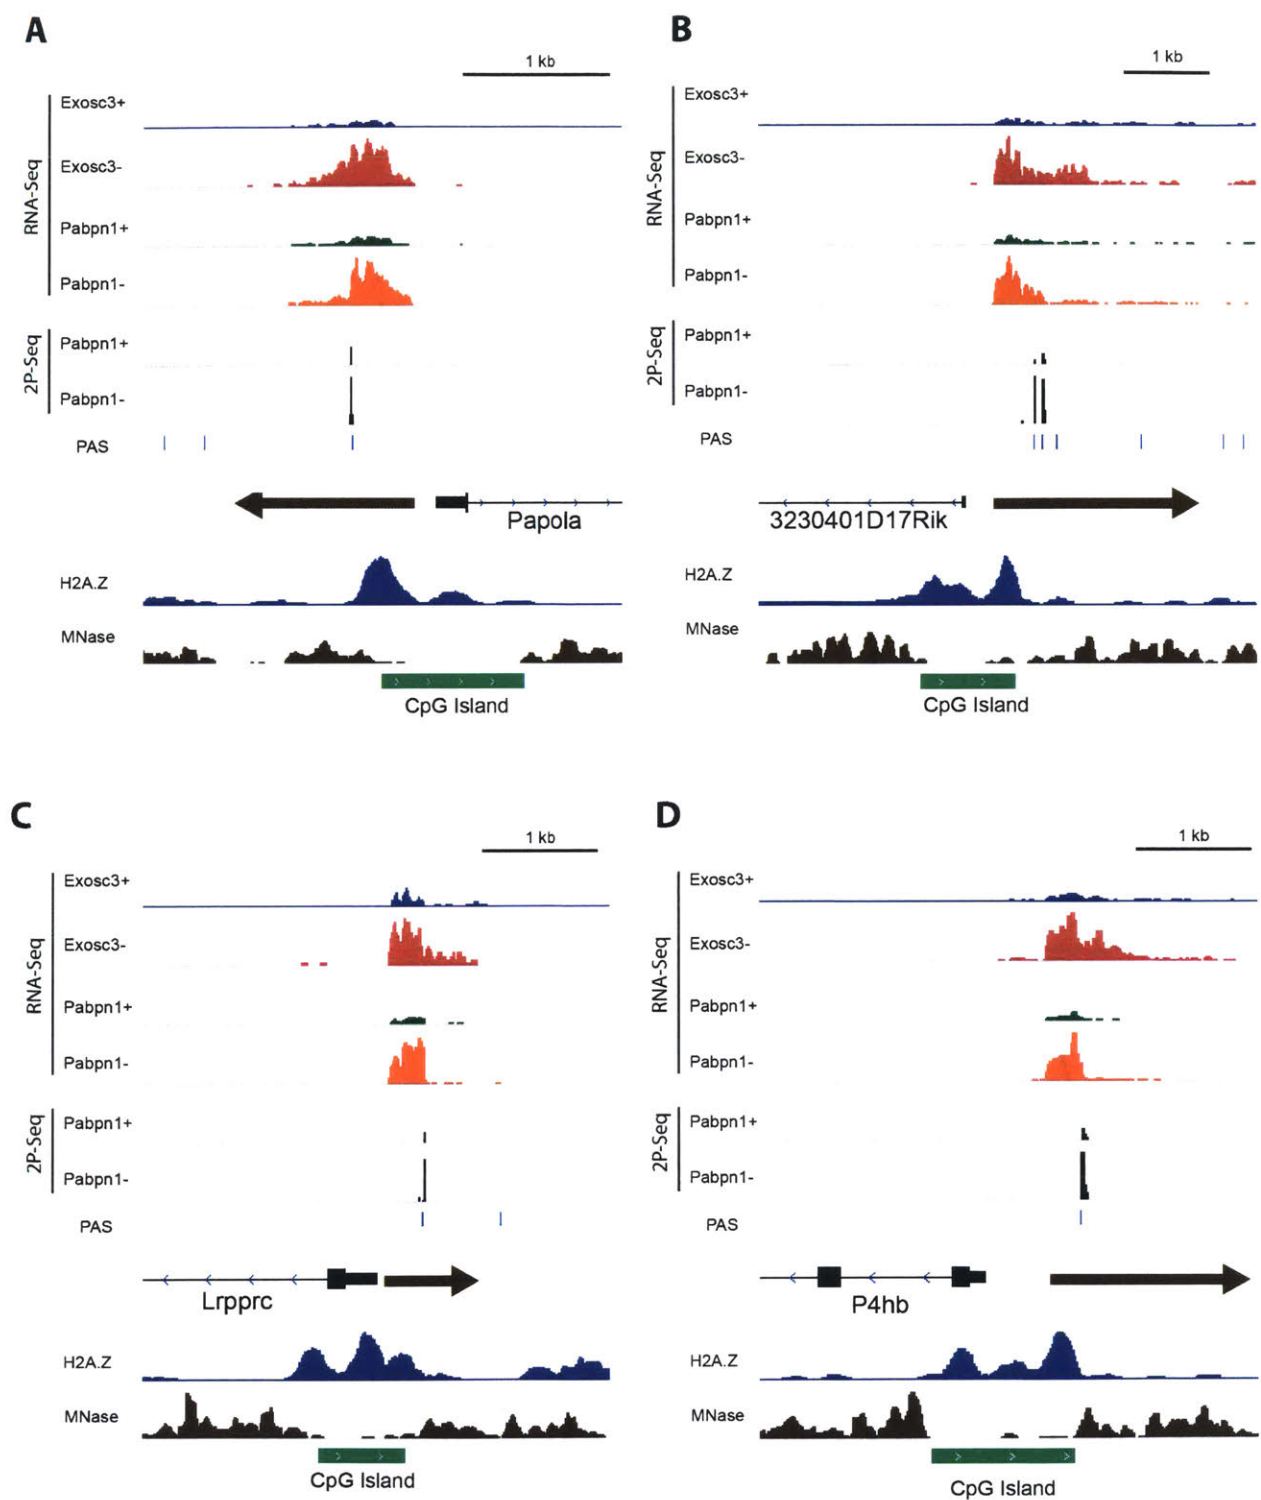 A
1 kb
RNA-Seq
Exosc3+
Exosc3-
Pabpn1+
Pabpn1-
2P-Seq
Pabpn1+
Pabpn1-
PAS
Papola
H2A.Z
MNase
CpG Island
B
1 kb
RNA-Seq
Exosc3+
Exosc3-
Pabpn1+
Pabpn1-
2P-Seq
Pabpn1+
Pabpn1-
PAS
3230401D17Rik
H2A.Z
MNase
CpG Island
C
1 kb
RNA-Seq
Exosc3+
Exosc3-
Pabpn1+
Pabpn1-
2P-Seq
Pabpn1+
Pabpn1-
PAS
Lrpprc
H2A.Z
MNase
CpG Island
D
1 kb
RNA-Seq
Exosc3+
Exosc3-
Pabpn1+
Pabpn1-
2P-Seq
Pabpn1+
Pabpn1-
PAS
P4hb
H2A.Z
MNase
CpG Island